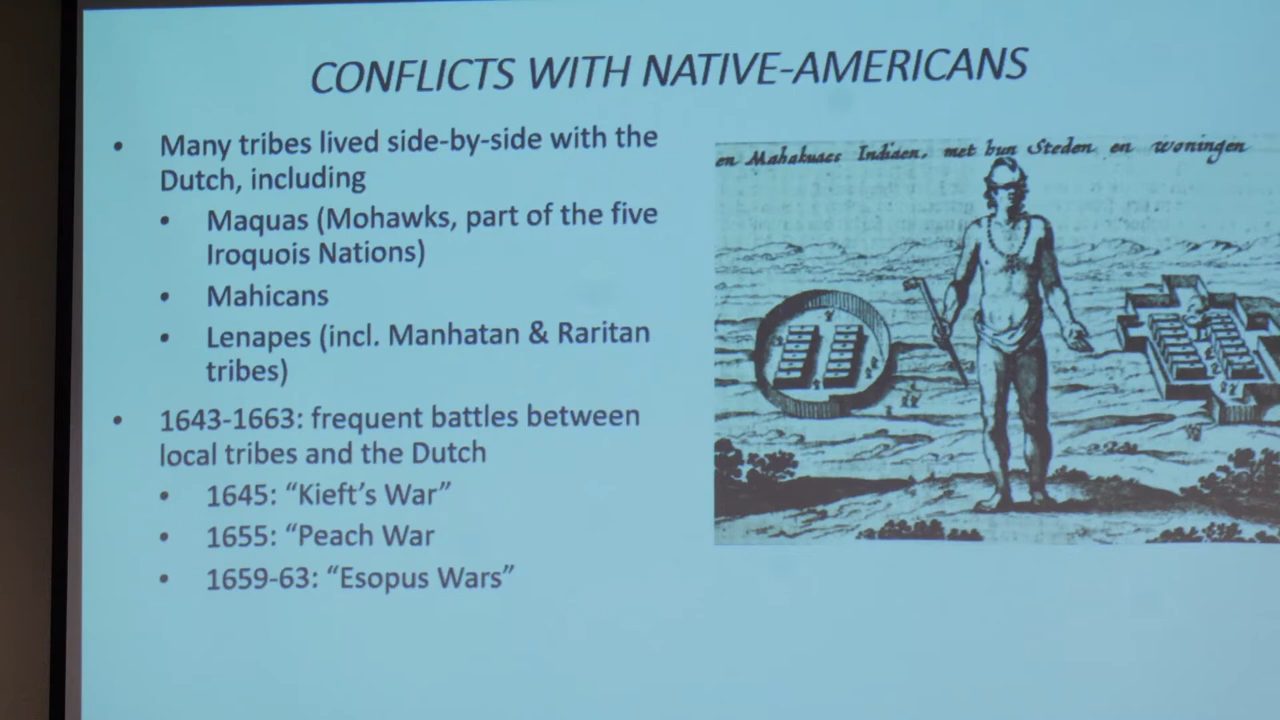 CONFLICTS WITH NATIVE-AMERICANS
• Many tribes lived side-by-side with the
Dutch, including
• Maquas (Mohawks, part of the five
Iroquois Nations)
• Mahicans
• Lenapes (incl. Manhatan & Raritan
tribes)
• 1643-1663: frequent battles between
local tribes and the Dutch
• 1645: “Kieft’s War”
• 1655: “Peach War
• 1659-63: “Esopus Wars”
en Mahakuases Indiaen, met hun Steden en woningen